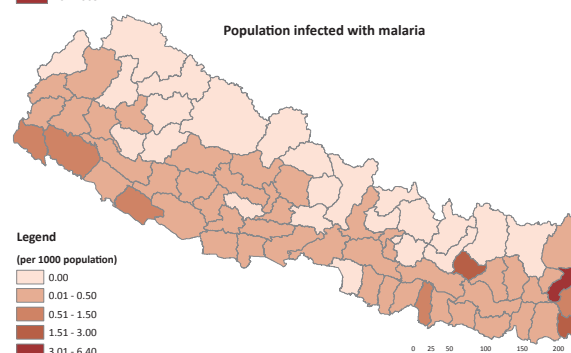 Population infected with malaria
Legend
(per 1000 population)
0.00
0.01 - 0.50
0.51 - 1.50
1.51 - 3.00
3.01 - 6.40
0 25 50 100 150 200